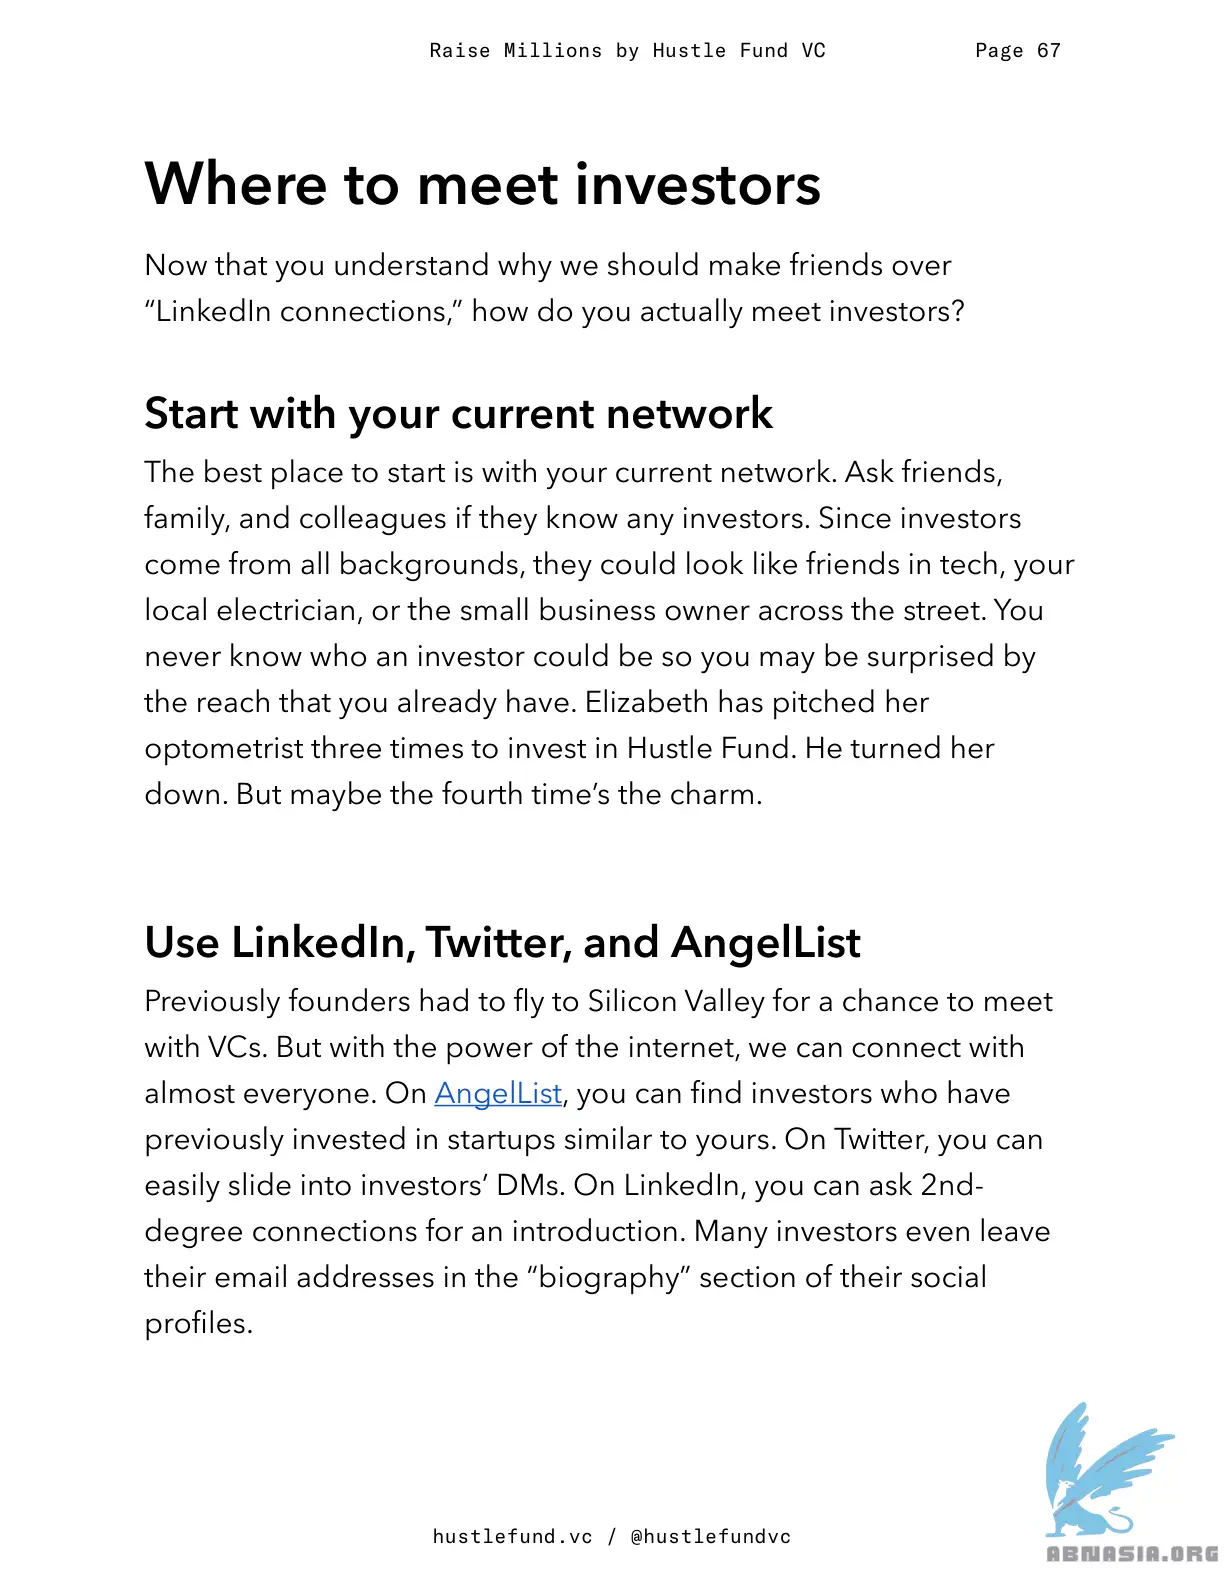 Raise Millions by Hustle Fund VC Page 67
Where to meet investors
Now that you understand why we should make friends over
“LinkedIn connections,” how do you actually meet investors?
Start with your current network
The best place to start is with your current network. Ask friends,
family, and colleagues if they know any investors. Since investors
come from all backgrounds, they could look like friends in tech, your
local electrician, or the small business owner across the street. You
never know who an investor could be so you may be surprised by
the reach that you already have. Elizabeth has pitched her
optometrist three times to invest in Hustle Fund. He turned her
down. But maybe the fourth time’s the charm.
Use LinkedIn, Twitter, and AngelList
Previously founders had to fly to Silicon Valley for a chance to meet
with VCs. But with the power of the internet, we can connect with
almost everyone. On AngelList, you can find investors who have
previously invested in startups similar to yours. On Twitter, you can
easily slide into investors’ DMs. On LinkedIn, you can ask 2nd-
degree connections for an introduction. Many investors even leave
their email addresses in the “biography” section of their social
profiles.
hustlefund.vc / @hustlefundvc
ABNASIA.ORG